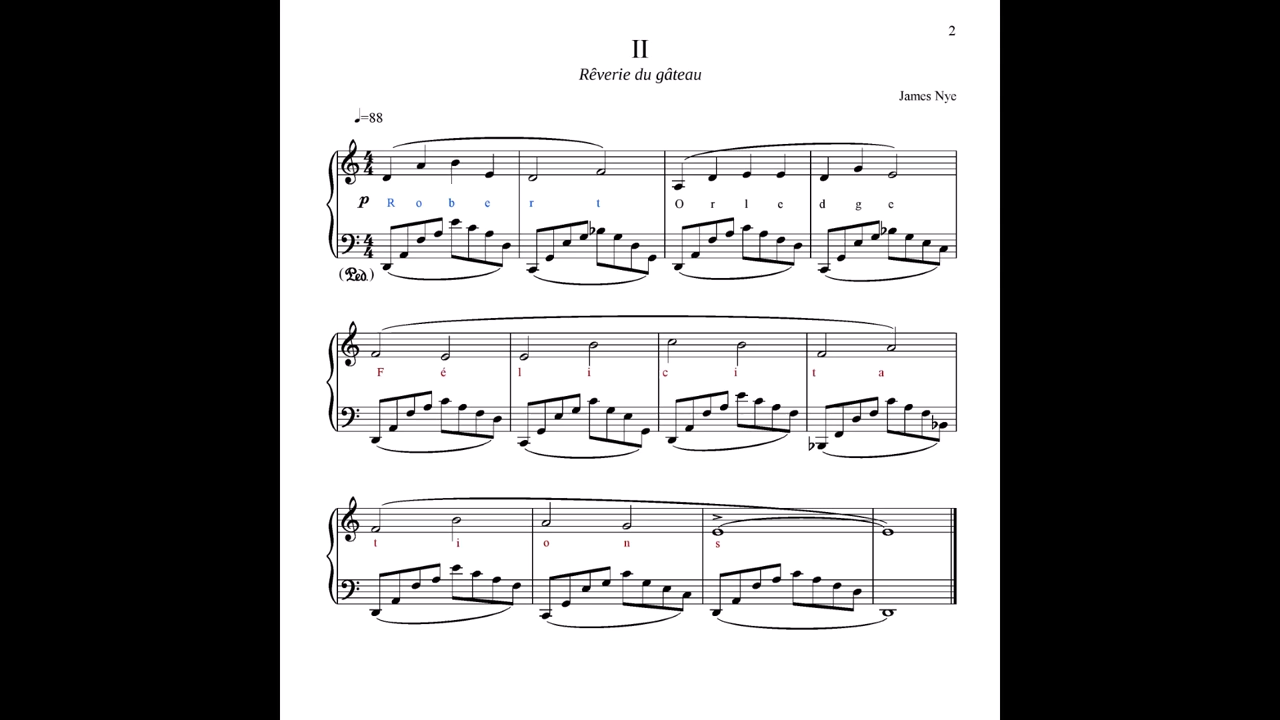 2
II
Rêverie du gâteau
James Nye
♩=88
p R o b e r t O r l e d g e
(Ped.)
F é l i c i t a
t i o n s